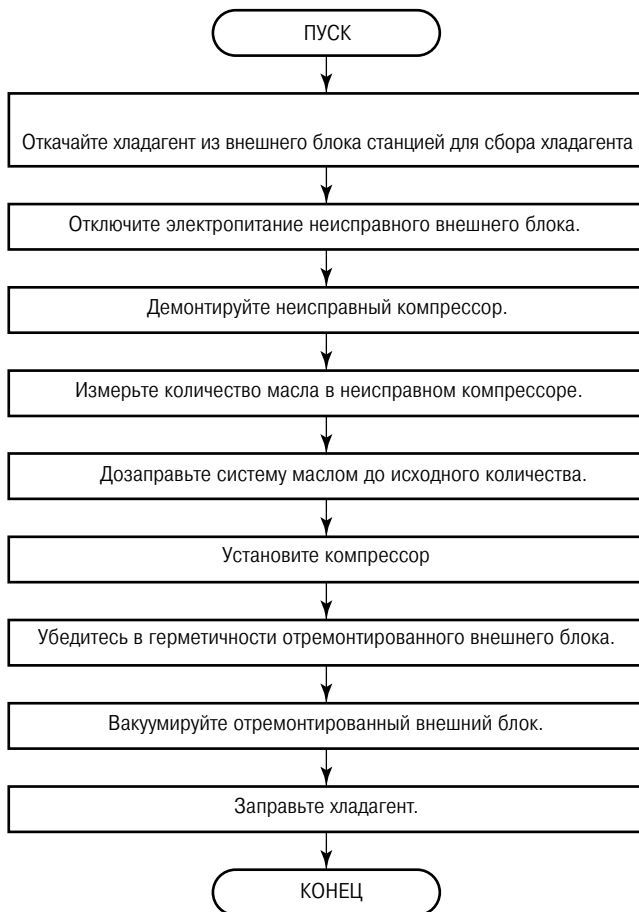 ПУСК
Откачайте хладагент из внешнего блока станцией для сбора хладагента
Отключите электропитание неисправного внешнего блока.
Демонтируйте неисправный компрессор.
Измерьте количество масла в неисправном компрессоре.
Дозаправьте систему маслом до исходного количества.
Установите компрессор
Убедитесь в герметичности отремонтированного внешнего блока.
Вакуумируйте отремонтированный внешний блок.
Заправьте хладагент.
КОНЕЦ